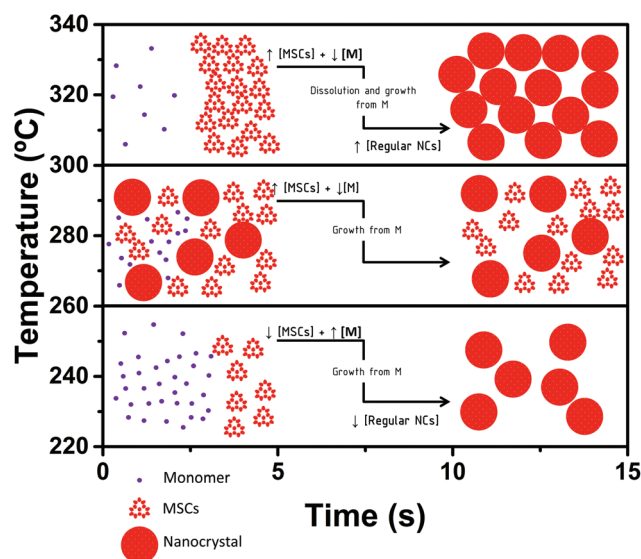 Temperature (ºC)
340
320
300
280
260
240
220
↑ [MSCs] + ↓ [M]
Dissolution and growth
from M
↑ [Regular NCs]
↑ [MSCs] + ↓[M]
Growth from M
↓ [MSCs] + ↑ [M]
Growth from M
↓ [Regular NCs]
0
5
10
15
Time (s)
Monomer
MSCs
Nanocrystal